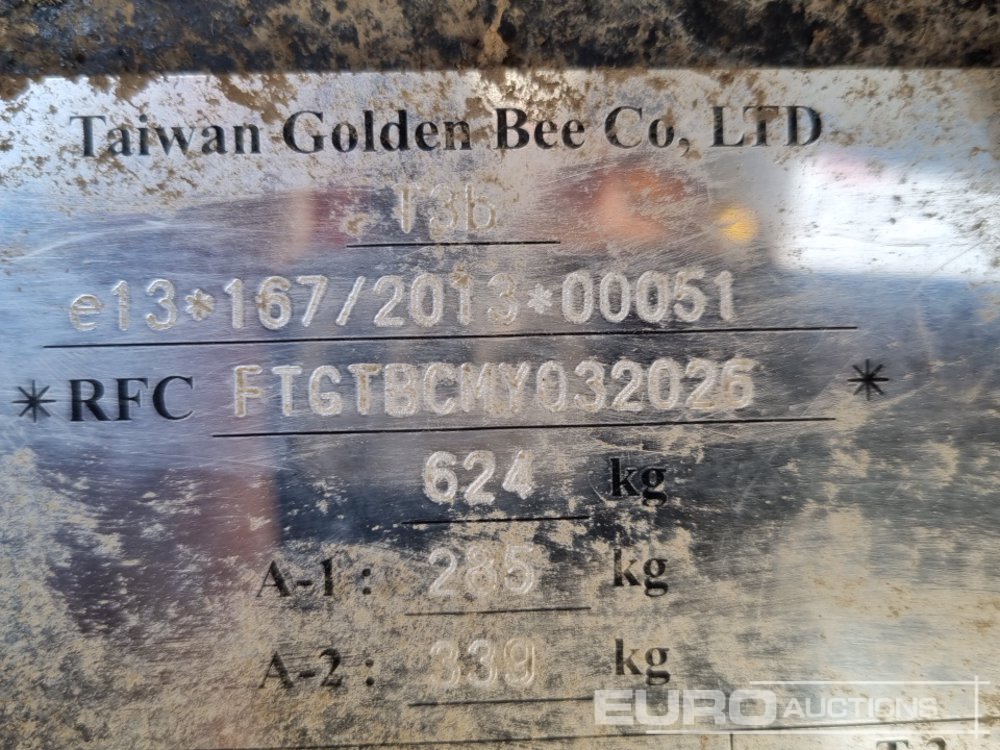 Taiwan Golden Bee Co, LTD
T3b
e13*167/2013*00051
*RFC FTGTBCMY032026 *
624 kg
A-1 : 285 kg
A-2 : 339 kg
EURO AUCTIONS